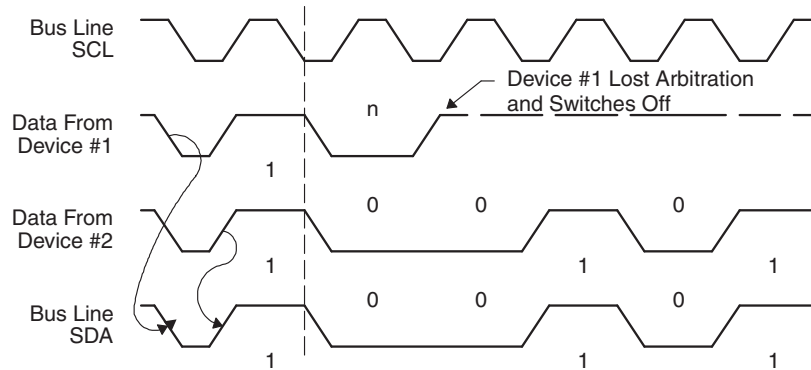 Bus Line
SCL
Device #1 Lost Arbitration
and Switches Off
n
Data From
Device #1
1
0 0 0
Data From
Device #2
1 1 1
0 0 0
Bus Line
SDA
1 1 1